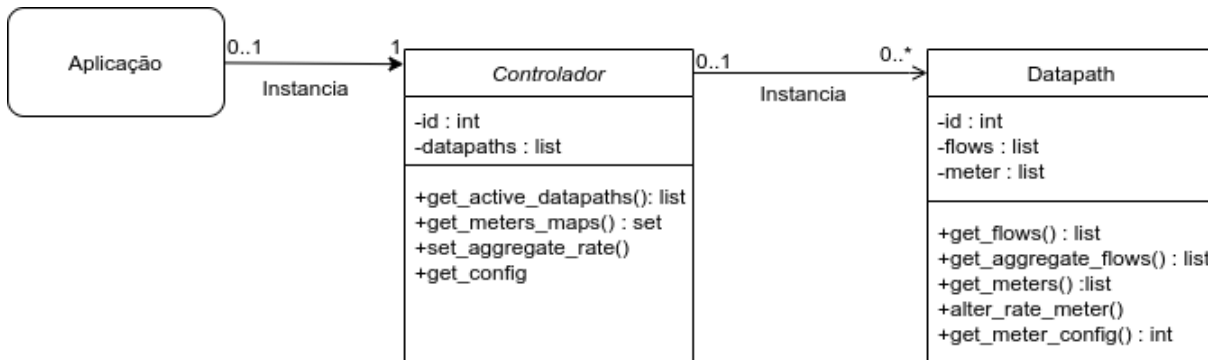 Aplicação
0..1
1
Instancia
Controlador
-id : int
-datapaths : list
+get_active_datapaths(): list
+get_meters_maps() : set
+set_aggregate_rate()
+get_config
0..1
0..*
Instancia
Datapath
-id : int
-flows : list
-meter : list
+get_flows() : list
+get_aggregate_flows() : list
+get_meters() :list
+alter_rate_meter()
+get_meter_config() : int